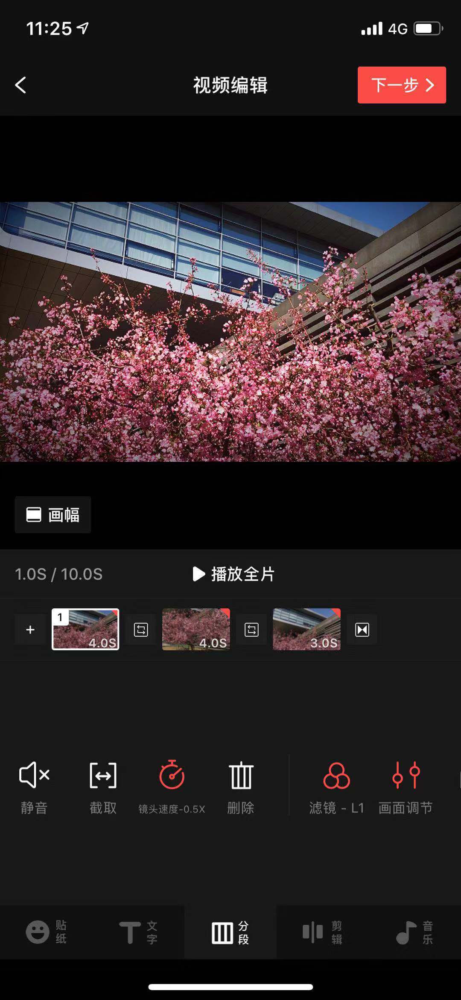 11:25
4G
视频编辑
下一步
画幅
1.0S / 10.0S
播放全片
1
4.0S
4.0S
3.0S
静音
截取
镜头速度-0.5X
删除
滤镜 - L1
画面调节
贴纸
文字
分段
剪辑
音乐